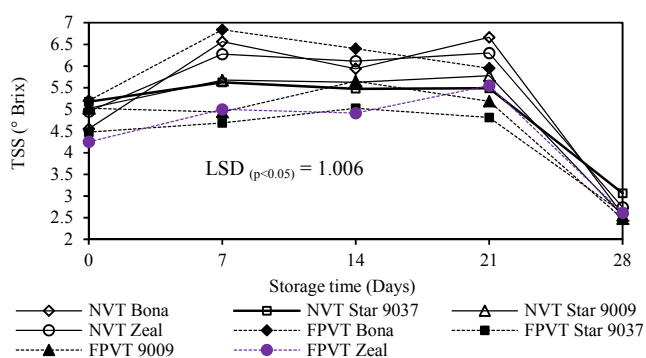 7
6.5
6
5.5
5
4.5
4
3.5
3
2.5
2
TSS (° Brix)
LSD (p<0.05) = 1.006
0 7 14 21 28
Storage time (Days)
NVT Bona NVT Star 9037 NVT Star 9009
NVT Zeal FPVT Bona FPVT Star 9037
FPVT 9009 FPVT Zeal